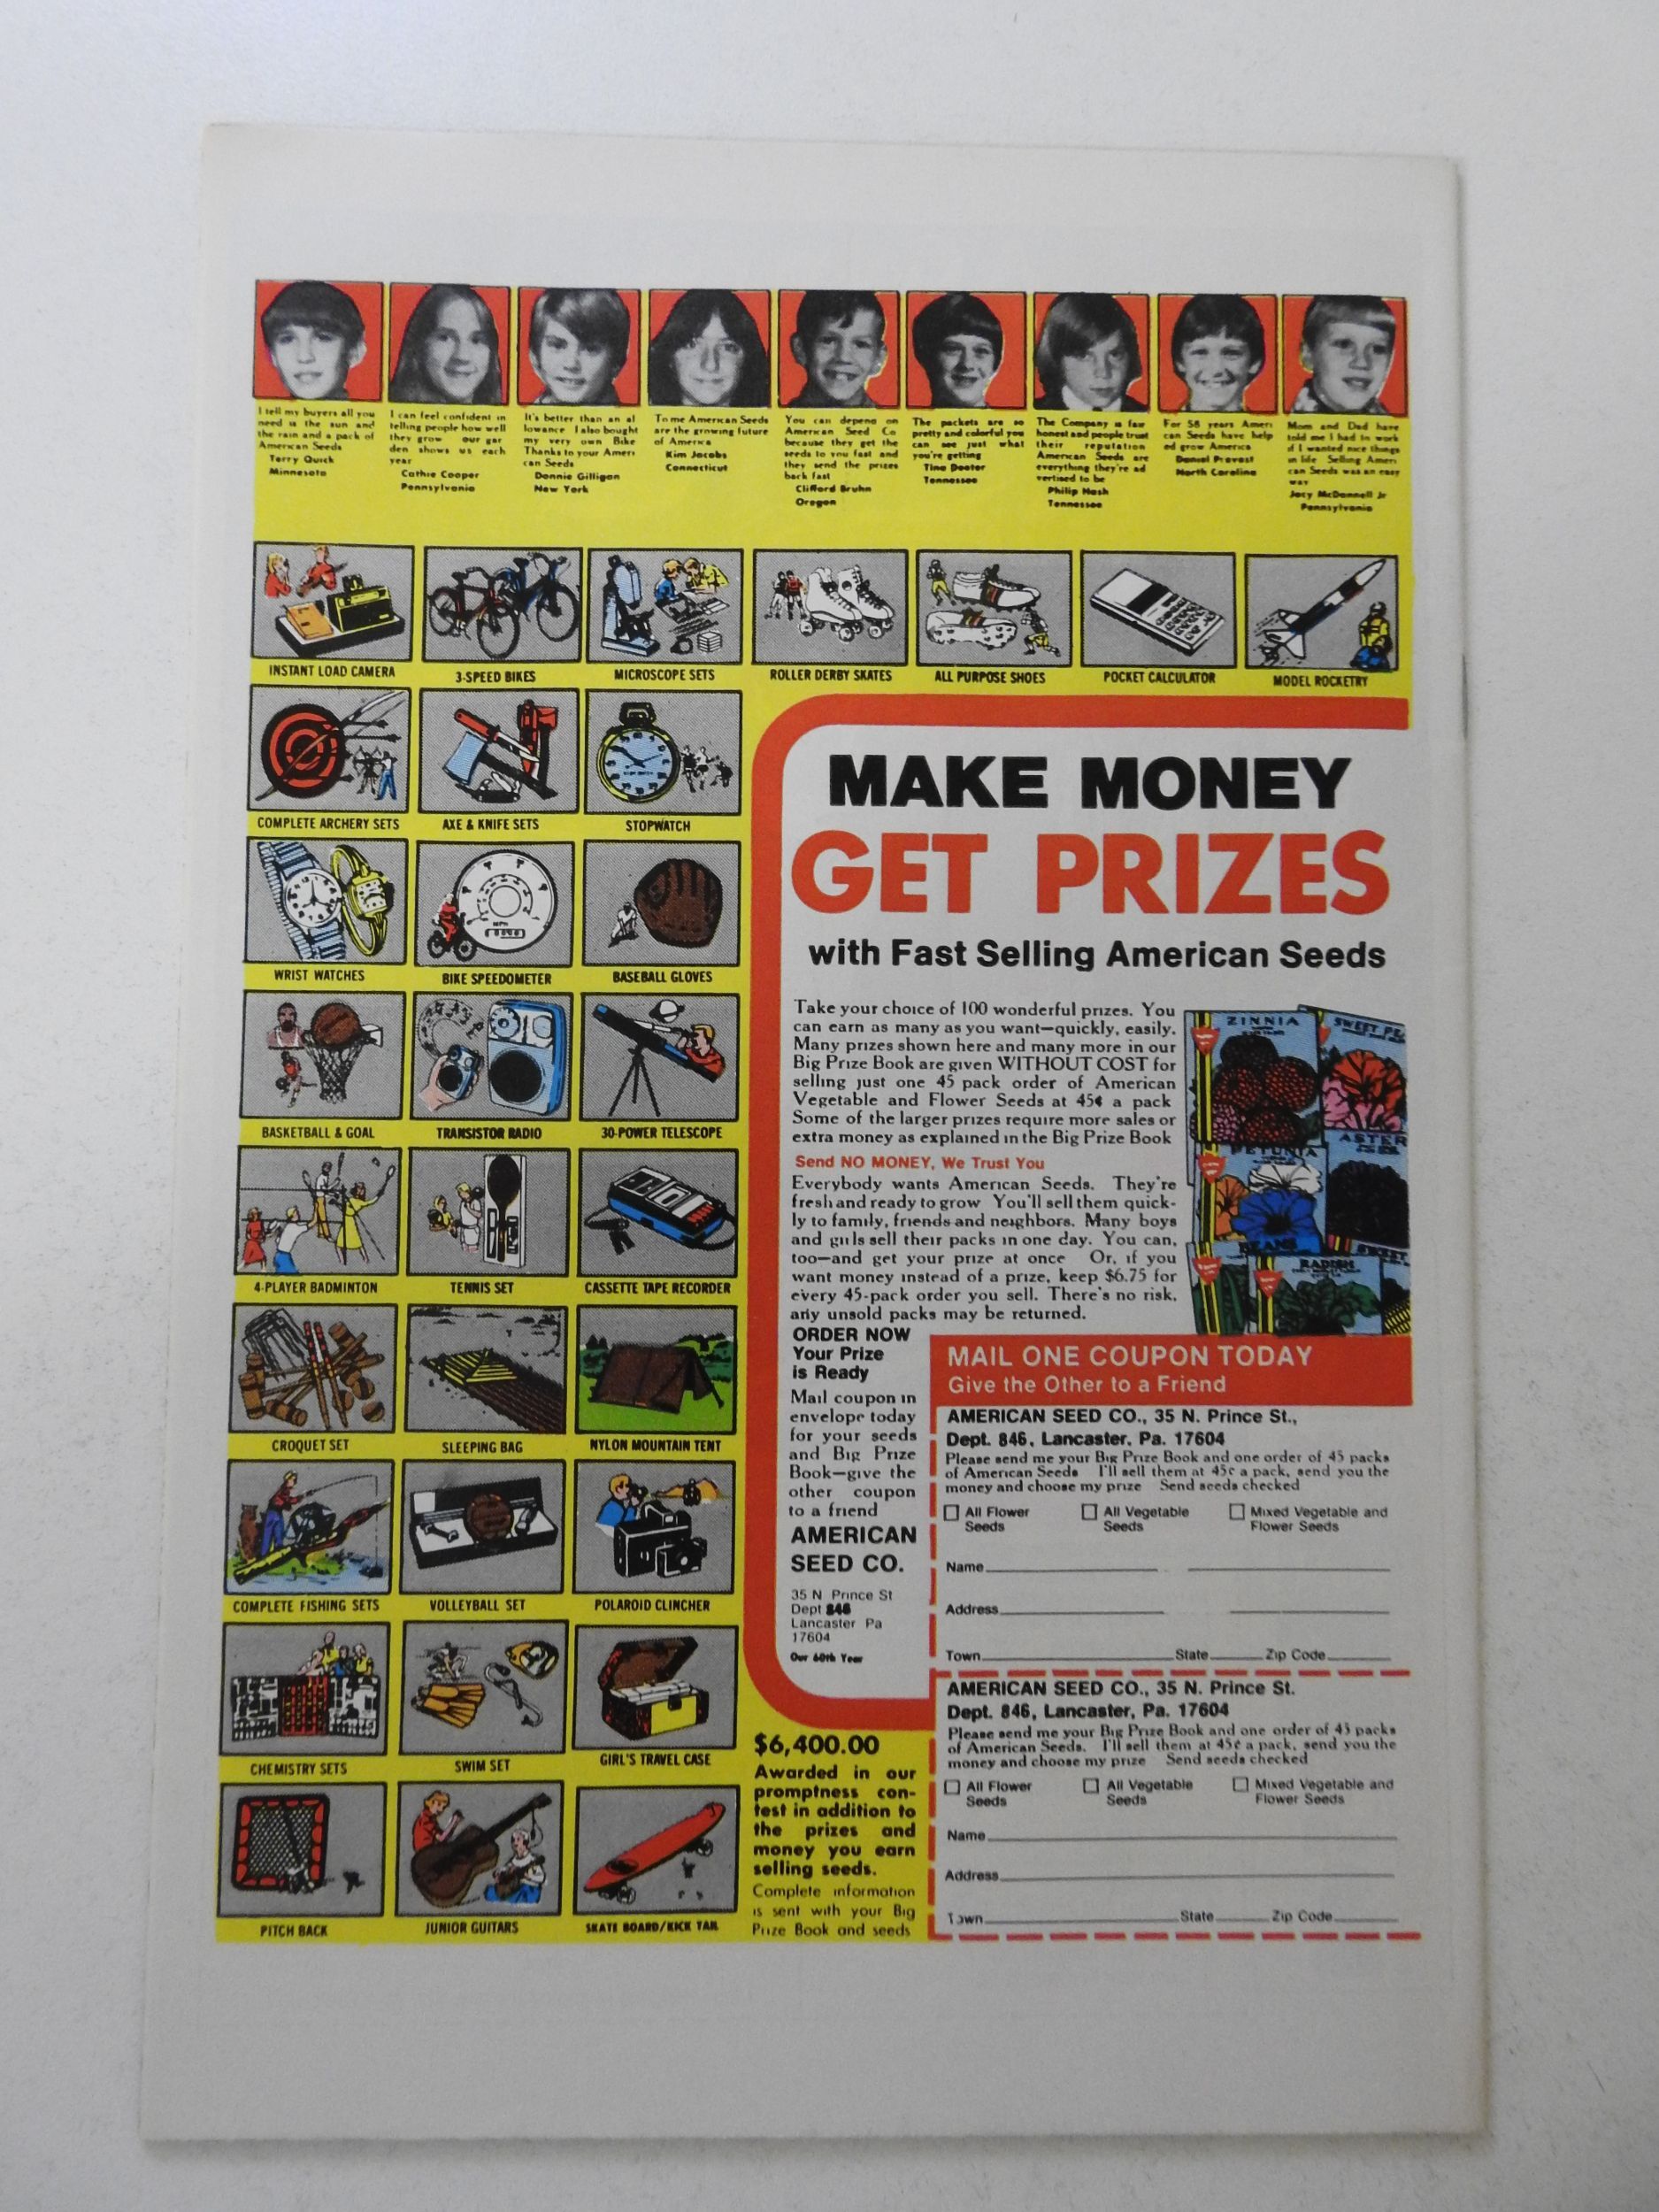 I tell my buyers all you
need is the sun and
the rain and a pack of
American Seeds
Terry Quick
Minnesota
I can feel confident in
telling people how well
they grow our gar
den shows us each
year
Cathie Cooper
Pennsylvania
It's better than an al
lowance I also bought
my very own Bike
Thanks to your Ameri
can Seeds
Donnie Gilligan
New York
To me American Seeds
are the growing future
of America
Kim Jacobs
Connecticut
You can depend on
American Seed Co
because they get the
seeds to you fast and
they send the prizes
back fast
Clifford Bruhn
Oregon
The packets are so
pretty and colorful you
can see just what
you're getting
Tina
Tennessee
The Company is fair
honest and people trust
their reputation
American Seeds are
everything they're ad
vertised to be
Philip Nash
Tennessee
For 58 years Ameri
can Seeds have help
ed grow America
Daniel Provost
North Carolina
Mom and Dad have
told me I had to work
if I wanted nice things
in life Selling Ameri
can Seeds was an easy
way
Jacy McDannell Jr
Pennsylvania
INSTANT LOAD CAMERA
3-SPEED BIKES
MICROSCOPE SETS
ROLLER DERBY SKATES
ALL PURPOSE SHOES
POCKET CALCULATOR
MODEL ROCKETRY
COMPLETE ARCHERY SETS
AXE & KNIFE SETS
STOPWATCH
WRIST WATCHES
BIKE SPEEDOMETER
BASEBALL GLOVES
BASKETBALL & GOAL
TRANSISTOR RADIO
30-POWER TELESCOPE
4-PLAYER BADMINTON
TENNIS SET
CASSETTE TAPE RECORDER
CROQUET SET
SLEEPING BAG
NYLON MOUNTAIN TENT
COMPLETE FISHING SETS
VOLLEYBALL SET
POLAROID CLINCHER
CHEMISTRY SETS
SWIM SET
GIRL'S TRAVEL CASE
PITCH BACK
JUNIOR GUITARS
SKATE BOARD/KICK TAIL
MAKE MONEY
GET PRIZES
with Fast Selling American Seeds
Take your choice of 100 wonderful prizes. You
can earn as many as you want—quickly, easily.
Many prizes shown here and many more in our
Big Prize Book are given WITHOUT COST for
selling just one 45 pack order of American
Vegetable and Flower Seeds at 45¢ a pack
Some of the larger prizes require more sales or
extra money as explained in the Big Prize Book
Send NO MONEY, We Trust You
Everybody wants American Seeds. They're
fresh and ready to grow You'll sell them quick-
ly to family, friends and neighbors. Many boys
and girls sell their packs in one day. You can,
too—and get your prize at once Or, if you
want money instead of a prize, keep $6.75 for
every 45-pack order you sell. There's no risk,
any unsold packs may be returned.
ZINNIA
SWEET PE
ASTER
PETUNIA
BEANS
RADISH
SWEET
ORDER NOW
Your Prize
is Ready
Mail coupon in
envelope today
for your seeds
and Big Prize
Book—give the
other coupon
to a friend
AMERICAN
SEED CO.
35 N Prince St
Dept 846
Lancaster Pa
17604
Our 60th Year
MAIL ONE COUPON TODAY
Give the Other to a Friend
AMERICAN SEED CO., 35 N. Prince St.,
Dept. 846, Lancaster, Pa. 17604
Please send me your Big Prize Book and one order of 45 packs
of American Seeds I'll sell them at 45¢ a pack, send you the
money and choose my prize Send seeds checked
All Flower Seeds
All Vegetable Seeds
Mixed Vegetable and Flower Seeds
Name
Address
Town State Zip Code
AMERICAN SEED CO., 35 N. Prince St.
Dept. 846, Lancaster, Pa. 17604
Please send me your Big Prize Book and one order of 45 packs
of American Seeds. I'll sell them at 45¢ a pack, send you the
money and choose my prize Send seeds checked
All Flower Seeds
All Vegetable Seeds
Mixed Vegetable and Flower Seeds
Name
Address
Town State Zip Code
$6,400.00
Awarded in our
promptness con-
test in addition to
the prizes and
money you earn
selling seeds.
Complete information
is sent with your Big
Prize Book and seeds